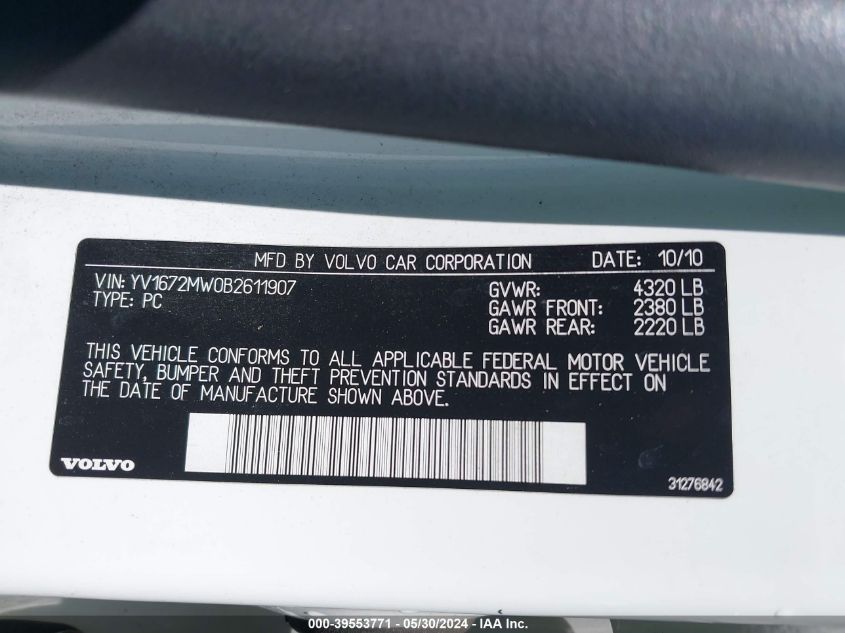 MFD BY VOLVO CAR CORPORATION DATE: 10/10
VIN: YV1672MW0B2611907
TYPE: PC
GVWR: 4320 LB
GAWR FRONT: 2380 LB
GAWR REAR: 2220 LB
THIS VEHICLE CONFORMS TO ALL APPLICABLE FEDERAL MOTOR VEHICLE
SAFETY, BUMPER AND THEFT PREVENTION STANDARDS IN EFFECT ON
THE DATE OF MANUFACTURE SHOWN ABOVE.
VOLVO
31276842
000-39553771 - 05/30/2024 - IAA Inc.